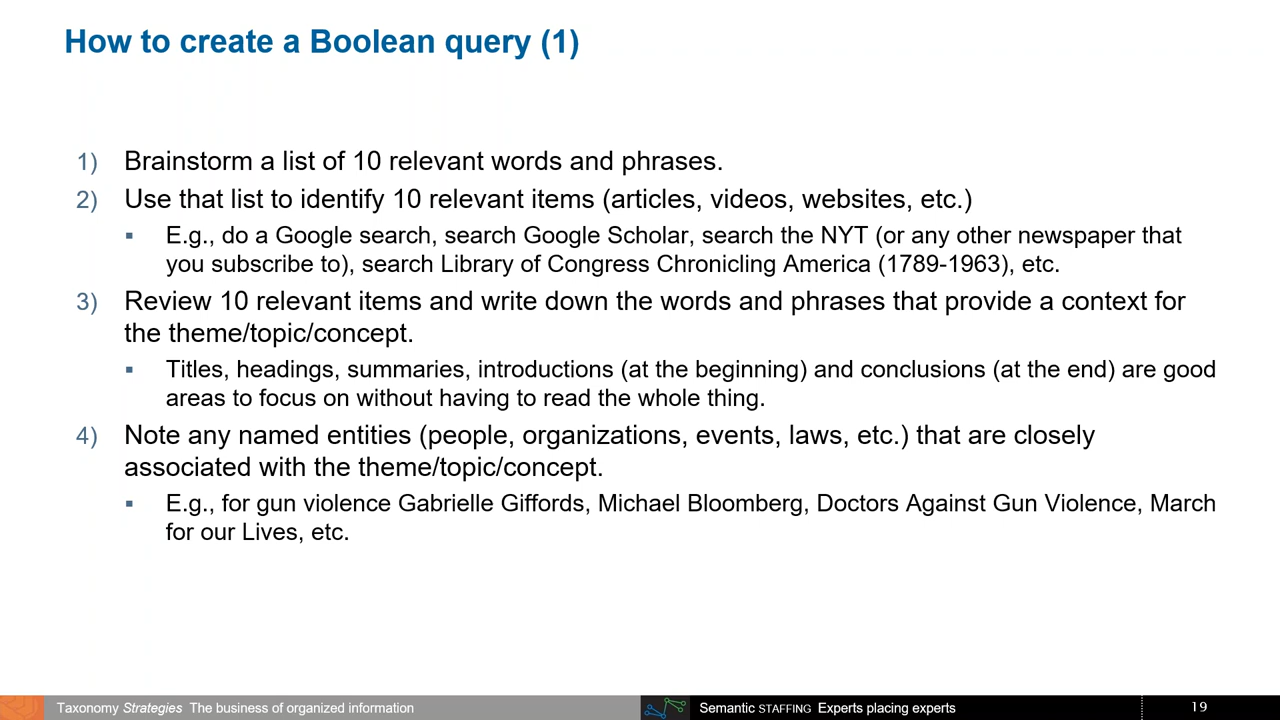 How to create a Boolean query (1)
1) Brainstorm a list of 10 relevant words and phrases.
2) Use that list to identify 10 relevant items (articles, videos, websites, etc.)
▪ E.g., do a Google search, search Google Scholar, search the NYT (or any other newspaper that
you subscribe to), search Library of Congress Chronicling America (1789-1963), etc.
3) Review 10 relevant items and write down the words and phrases that provide a context for
the theme/topic/concept.
▪ Titles, headings, summaries, introductions (at the beginning) and conclusions (at the end) are good
areas to focus on without having to read the whole thing.
4) Note any named entities (people, organizations, events, laws, etc.) that are closely
associated with the theme/topic/concept.
▪ E.g., for gun violence Gabrielle Giffords, Michael Bloomberg, Doctors Against Gun Violence, March
for our Lives, etc.
Taxonomy Strategies The business of organized information
Semantic STAFFING Experts placing experts
19